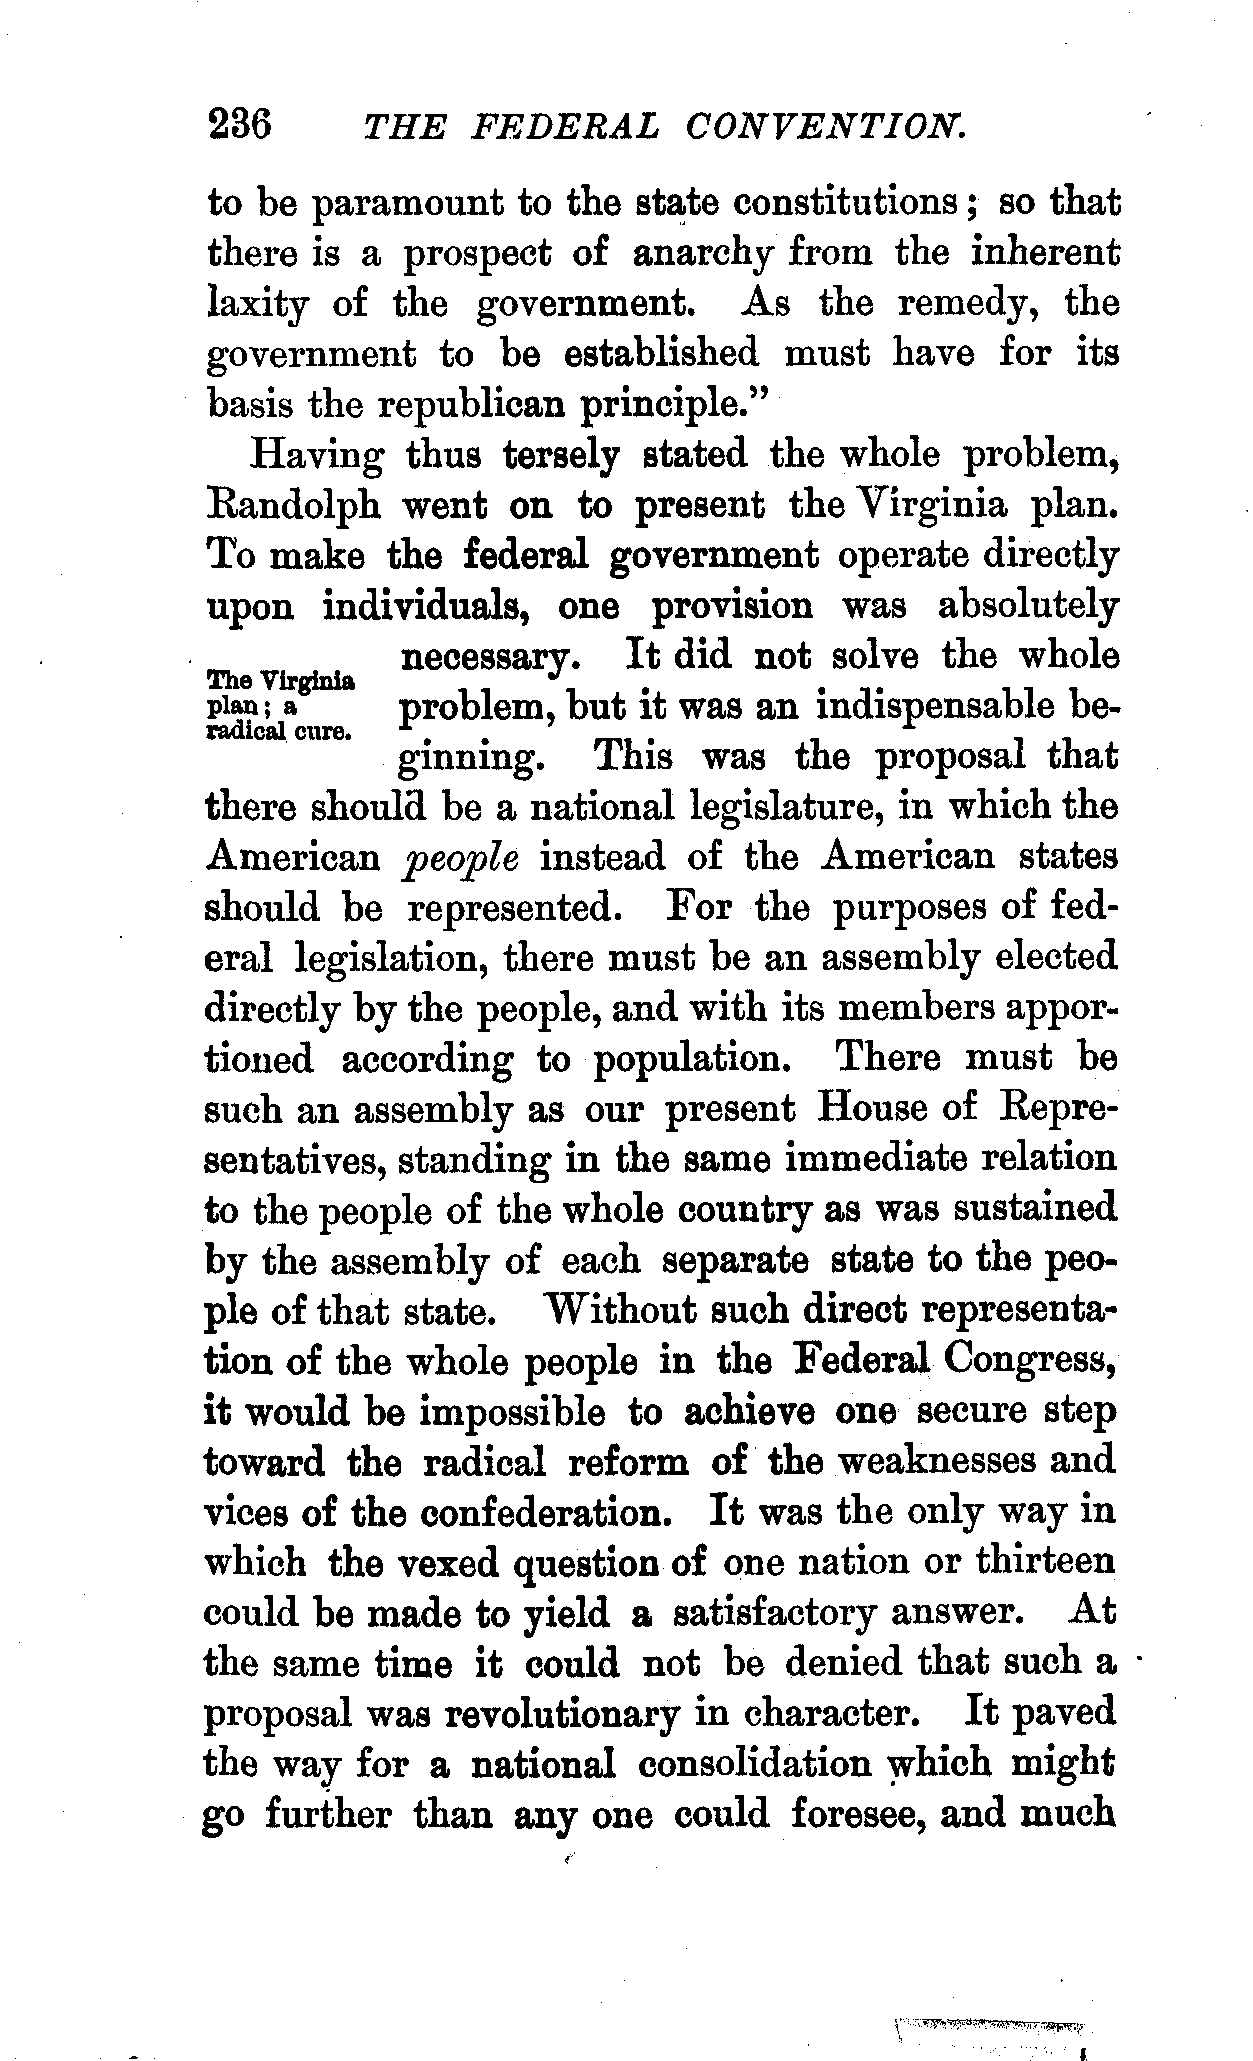 236 THE FEDERAL CONVENTION.
to be paramount to the state constitutions; so that
there is a prospect of anarchy from the inherent
laxity of the government. As the remedy, the
government to be established must have for its
basis the republican principle."
Having thus tersely stated the whole problem,
Randolph went on to present the Virginia plan.
To make the federal government operate directly
upon individuals, one provision was absolutely
The Virginia
plan; a
radical cure.
necessary. It did not solve the whole
problem, but it was an indispensable be-
ginning. This was the proposal that
there should be a national legislature, in which the
American people instead of the American states
should be represented. For the purposes of fed-
eral legislation, there must be an assembly elected
directly by the people, and with its members appor-
tioned according to population. There must be
such an assembly as our present House of Repre-
sentatives, standing in the same immediate relation
to the people of the whole country as was sustained
by the assembly of each separate state to the peo-
ple of that state. Without such direct representa-
tion of the whole people in the Federal Congress,
it would be impossible to achieve one secure step
toward the radical reform of the weaknesses and
vices of the confederation. It was the only way in
which the vexed question of one nation or thirteen
could be made to yield a satisfactory answer. At
the same time it could not be denied that such a
proposal was revolutionary in character. It paved
the way for a national consolidation which might
go further than any one could foresee, and much